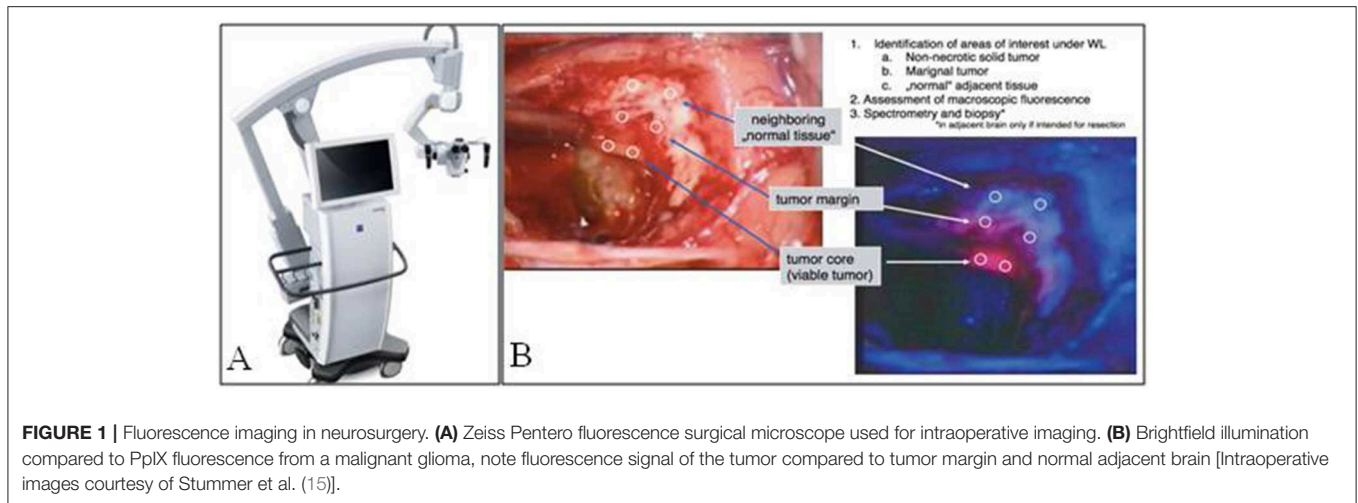 1. Identification of areas of interest under WL
a. Non-necrotic solid tumor
b. Marignal tumor
c. „normal“ adjacent tissue
2. Assessment of macroscopic fluorescence
3. Spectrometry and biopsy*
*in adjacent brain only if intended for resection
neighboring
„normal tissue“
tumor margin
tumor core
(viable tumor)
A
B
FIGURE 1 | Fluorescence imaging in neurosurgery. (A) Zeiss Pentero fluorescence surgical microscope used for intraoperative imaging. (B) Brightfield illumination
compared to PpIX fluorescence from a malignant glioma, note fluorescence signal of the tumor compared to tumor margin and normal adjacent brain [Intraoperative
images courtesy of Stummer et al. (15)].